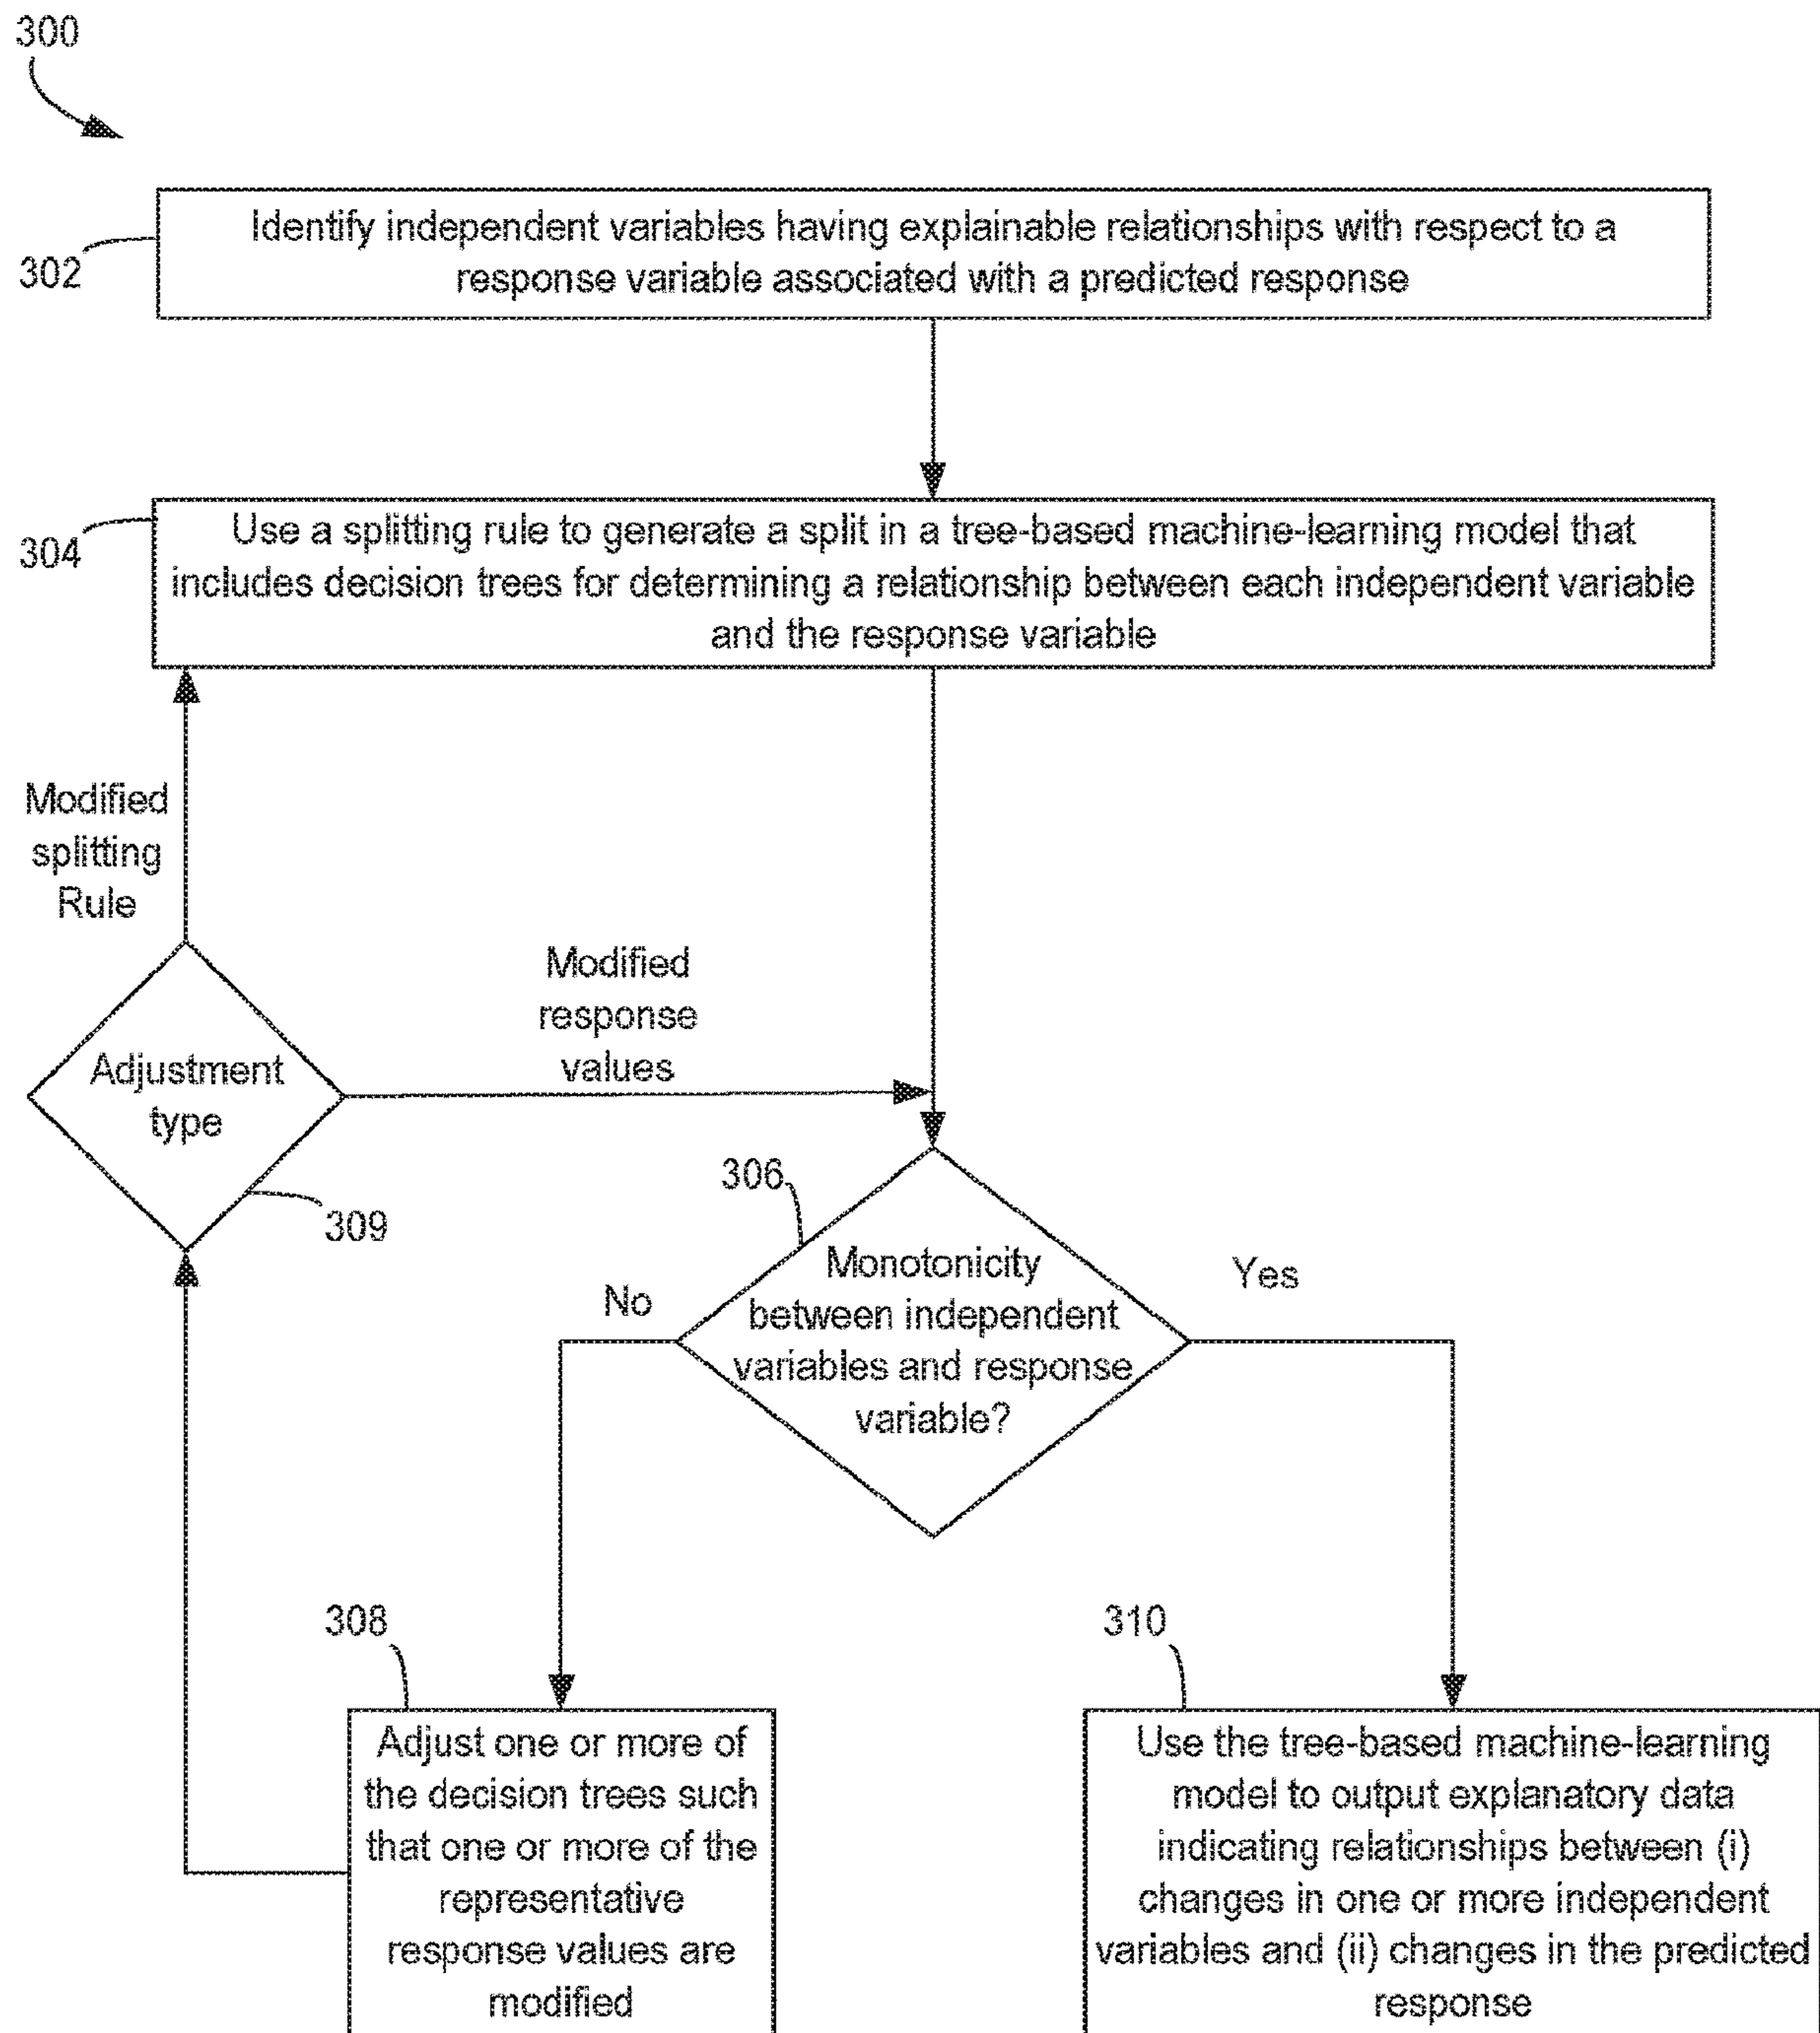 300
302
Identify independent variables having explainable relationships with respect to a
response variable associated with a predicted response
304
Use a splitting rule to generate a split in a tree-based machine-learning model that
includes decision trees for determining a relationship between each independent variable
and the response variable
Modified
splitting
Rule
Modified
response
values
Adjustment
type
309
306
Monotonicity
between independent
variables and response
variable?
No
Yes
308
Adjust one or more of
the decision trees such
that one or more of the
representative
response values are
modified
310
Use the tree-based machine-learning
model to output explanatory data
indicating relationships between (i)
changes in one or more independent
variables and (ii) changes in the predicted
response